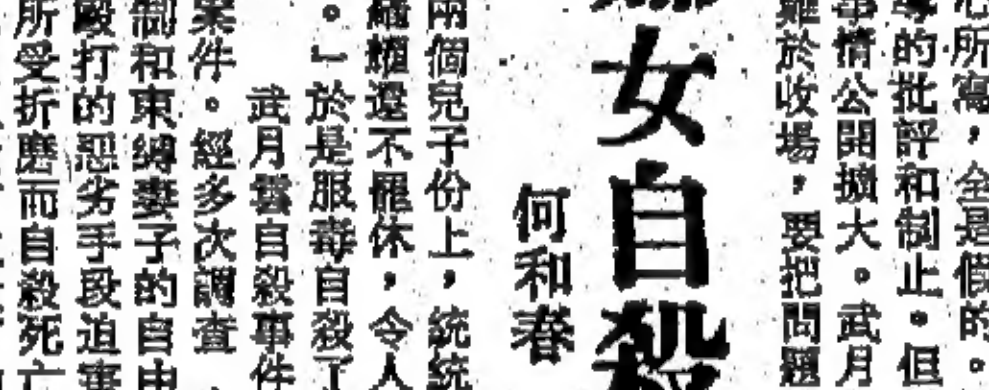 心所寫，全是假的。
的批評和制止。但
事情公開擴大。武月
難於收場，要把問題
女自殺
何和春
兩個兒子份上，統統
還不罷休，令人
。」於是服毒自殺了
武月雲自殺事件
案件。經多次調查、
制和束縛妻子的自由
毆打的惡劣手段迫害
所受折磨而自殺死亡